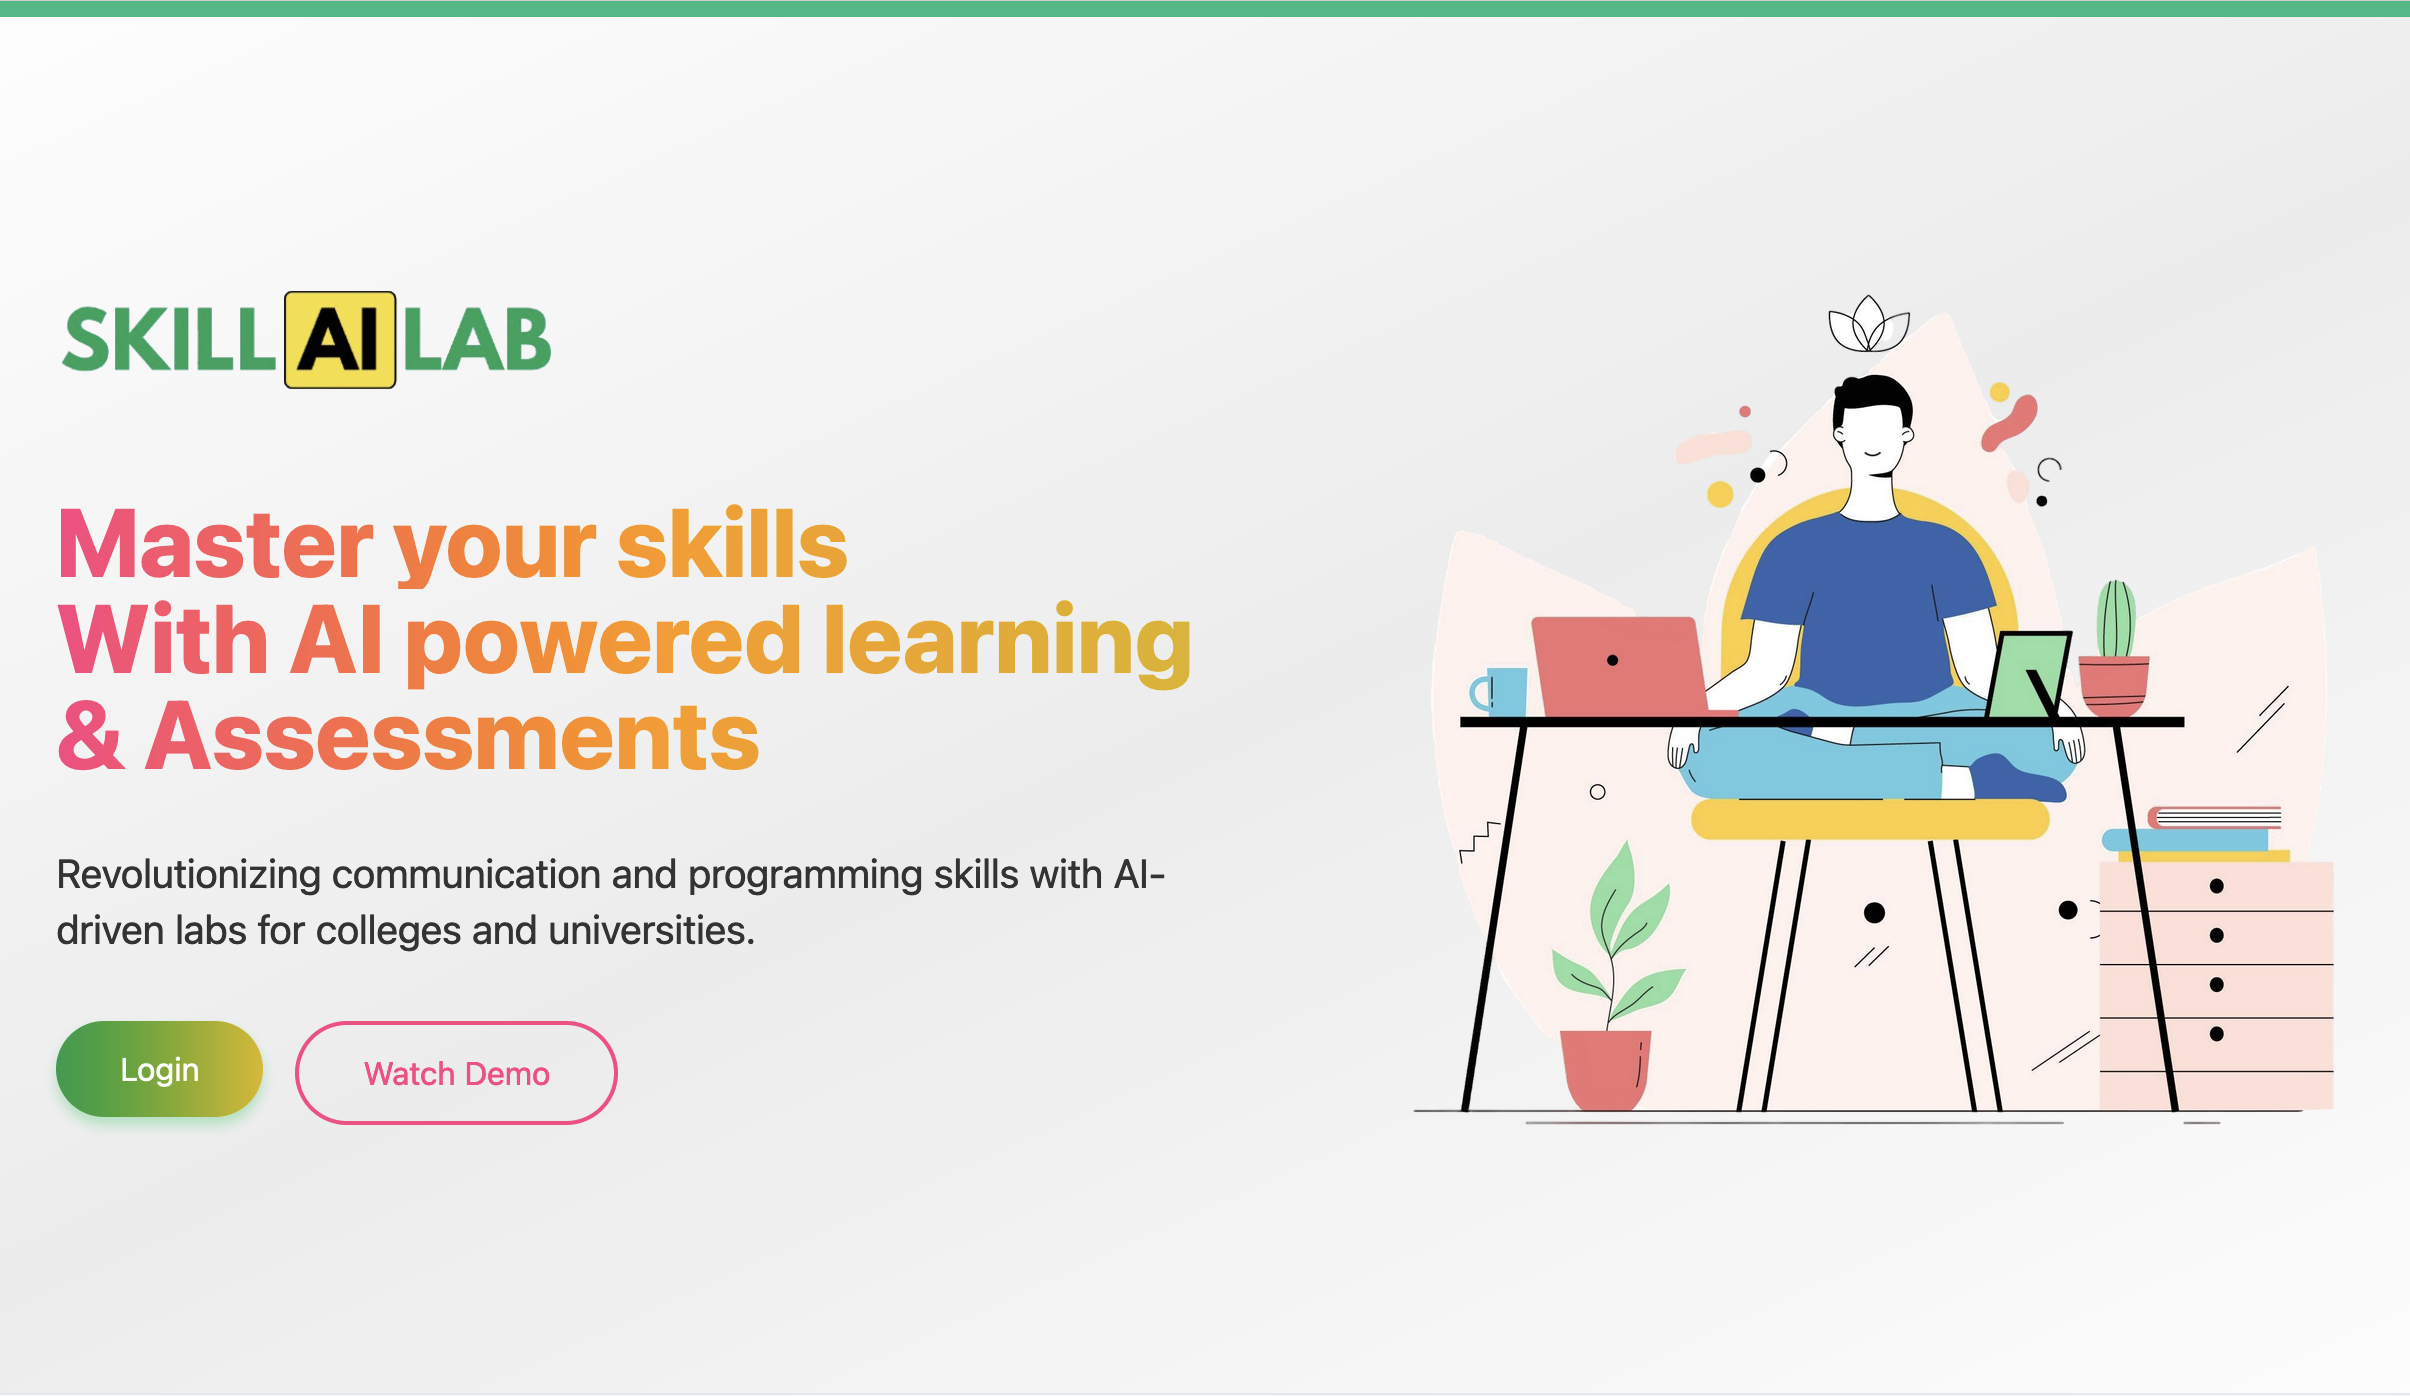 SKILL AI LAB
Master your skills
With AI powered learning
& Assessments
Revolutionizing communication and programming skills with AI-
driven labs for colleges and universities.
Login
Watch Demo